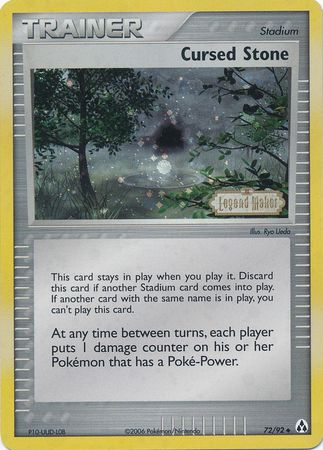 TRAINER
Stadium
Cursed Stone
Legend Maker
Illus. Ryo Ueda
This card stays in play when you play it. Discard
this card if another Stadium card comes into play.
If another card with the same name is in play, you
can't play this card.
At any time between turns, each player
puts 1 damage counter on his or her
Pokémon that has a Poké-Power.
P10-UUD-L0B
©2006 Pokémon/Nintendo
72/92